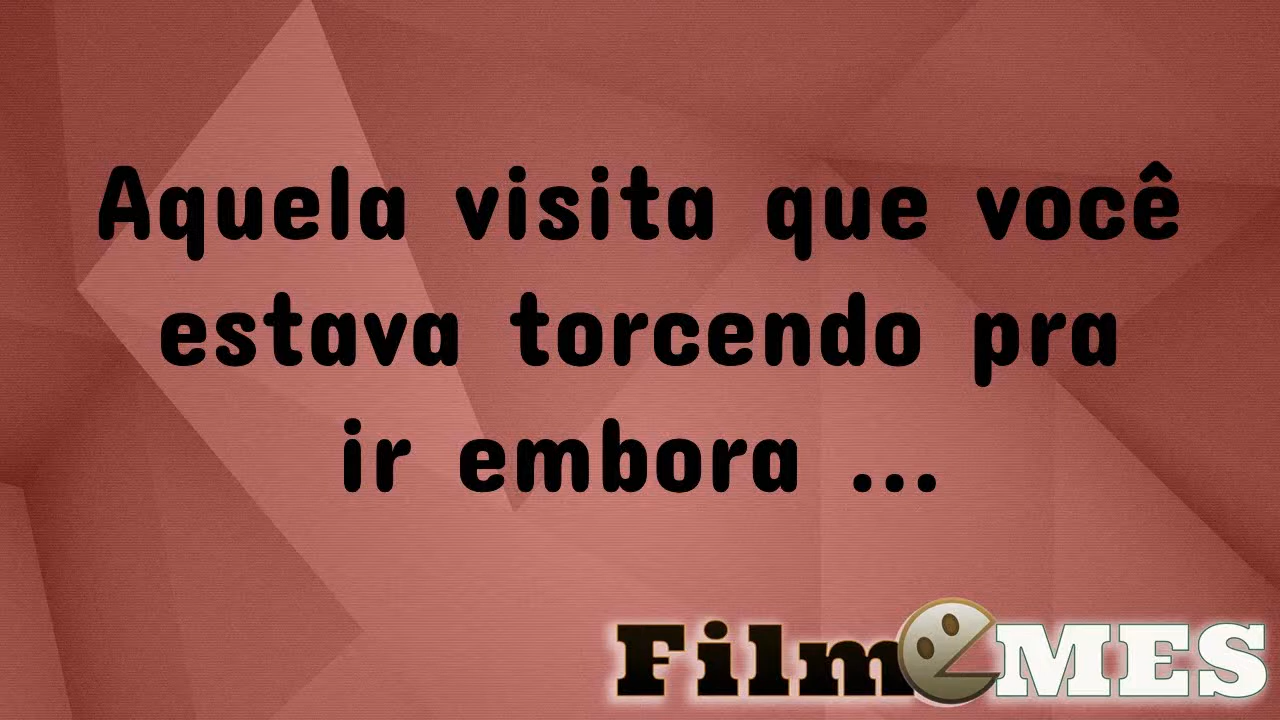 Aquela visita que você
estava torcendo pra
ir embora ...
FilmeMES